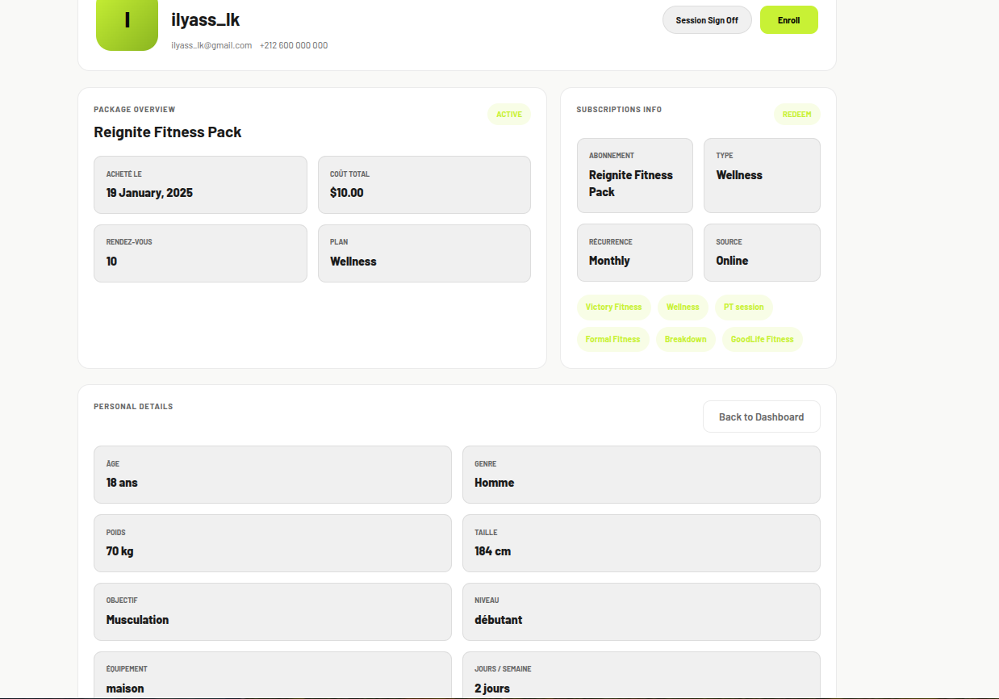 I
ilyass_lk
Session Sign Off
Enroll
ilyass_lk@gmail.com +212 600 000 000
PACKAGE OVERVIEW
ACTIVE
Reignite Fitness Pack
ACHETÉ LE
19 January, 2025
COÛT TOTAL
$10.00
RENDEZ-VOUS
10
PLAN
Wellness
SUBSCRIPTIONS INFO
REDEEM
ABONNEMENT
Reignite Fitness
Pack
TYPE
Wellness
RÉCURRENCE
Monthly
SOURCE
Online
Victory Fitness
Wellness
PT session
Formal Fitness
Breakdown
GoodLife Fitness
PERSONAL DETAILS
Back to Dashboard
ÂGE
18 ans
GENRE
Homme
POIDS
70 kg
TAILLE
184 cm
OBJECTIF
Musculation
NIVEAU
débutant
ÉQUIPEMENT
maison
JOURS / SEMAINE
2 jours